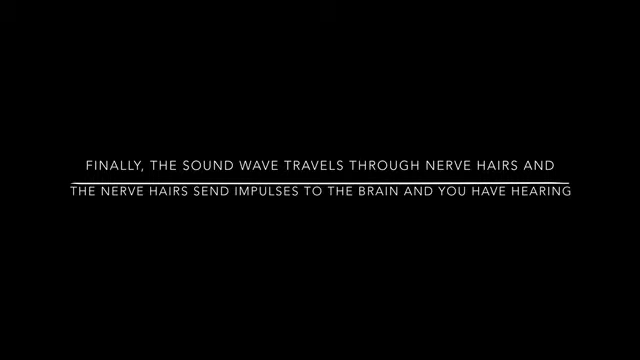 FINALLY, THE SOUND WAVE TRAVELS THROUGH NERVE HAIRS AND
THE NERVE HAIRS SEND IMPULSES TO THE BRAIN AND YOU HAVE HEARING